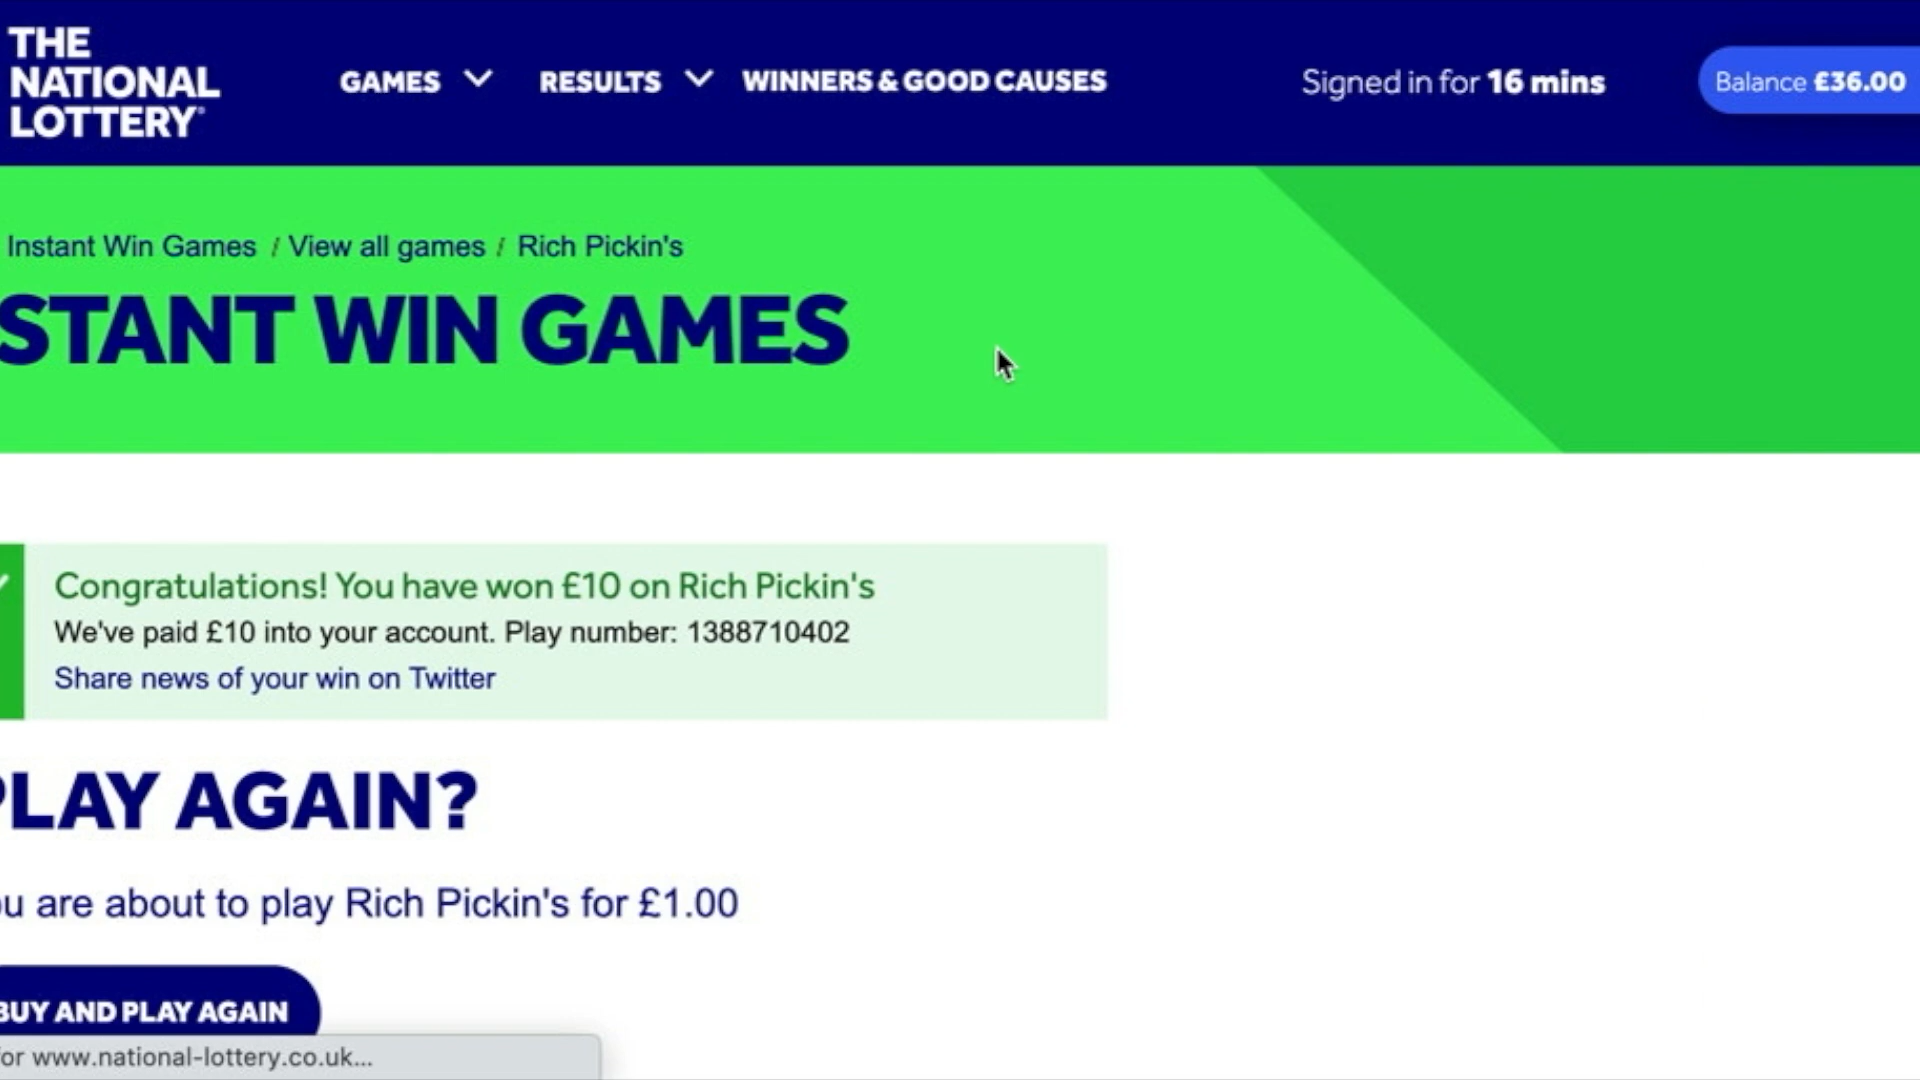 THE
NATIONAL
LOTTERY
GAMES RESULTS WINNERS & GOOD CAUSES Signed in for 16 mins Balance £36.00
Instant Win Games / View all games / Rich Pickin's
STANT WIN GAMES
Congratulations! You have won £10 on Rich Pickin's
We've paid £10 into your account. Play number: 1388710402
Share news of your win on Twitter
PLAY AGAIN?
ou are about to play Rich Pickin's for £1.00
BUY AND PLAY AGAIN
for www.national-lottery.co.uk...